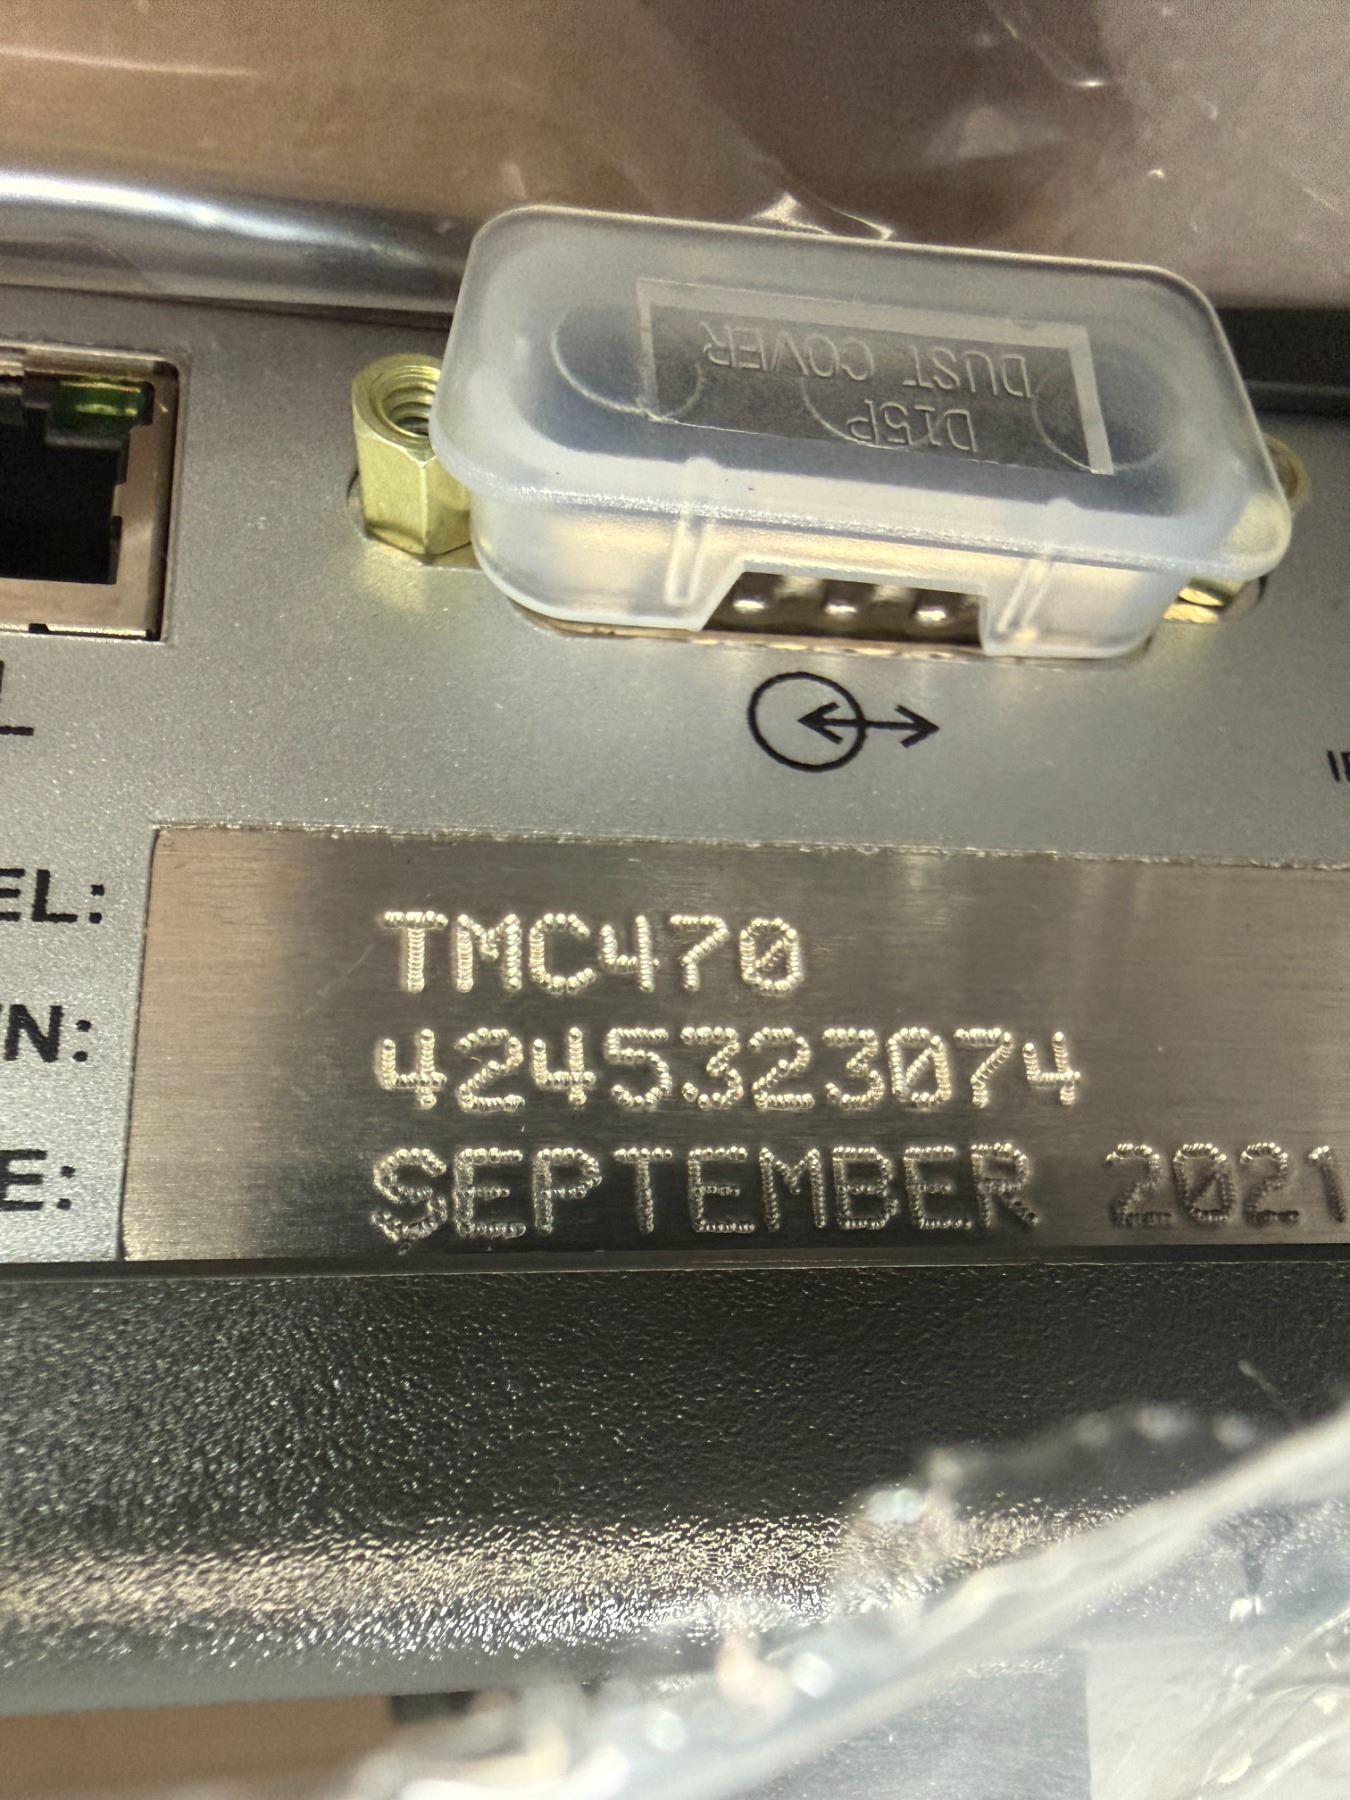 D15P
DUST COVER
EL:
TMC470
/N:
4245323074
E:
SEPTEMBER 2021